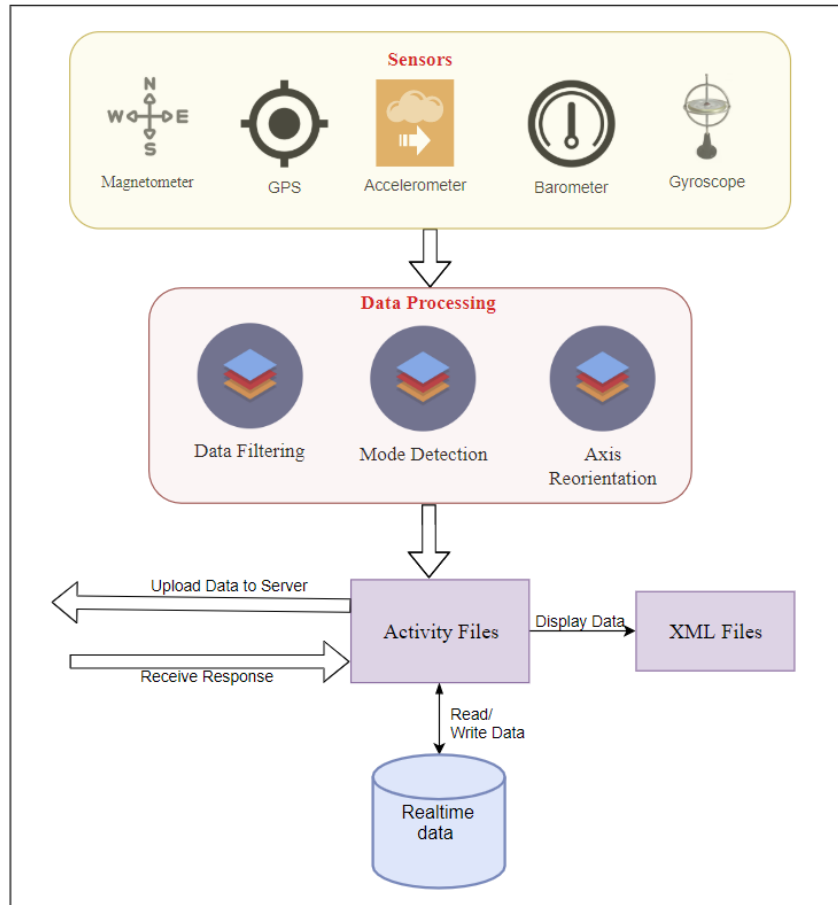 Sensors
N
W E
S
Magnetometer
GPS
Accelerometer
Barometer
Gyroscope
Data Processing
Data Filtering
Mode Detection
Axis
Reorientation
Upload Data to Server
Receive Response
Activity Files
Display Data
XML Files
Read/
Write Data
Realtime
data